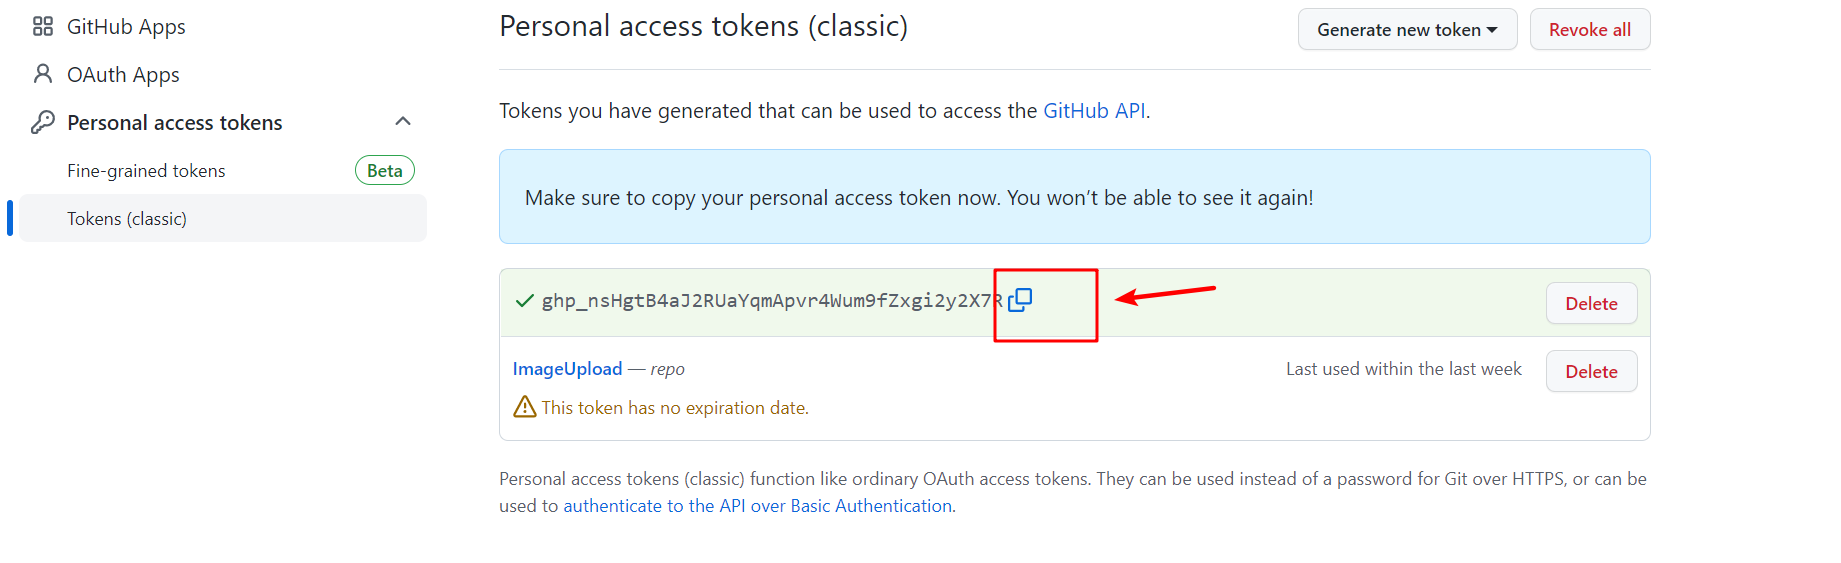 GitHub Apps
OAuth Apps
Personal access tokens
Fine-grained tokens Beta
Tokens (classic)
Personal access tokens (classic)
Generate new token Revoke all
Tokens you have generated that can be used to access the GitHub API.
Make sure to copy your personal access token now. You won’t be able to see it again!
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 Delete
ImageUpload — repo Last used within the last week Delete
This token has no expiration date.
Personal access tokens (classic) function like ordinary OAuth access tokens. They can be used instead of a password for Git over HTTPS, or can be
used to authenticate to the API over Basic Authentication.